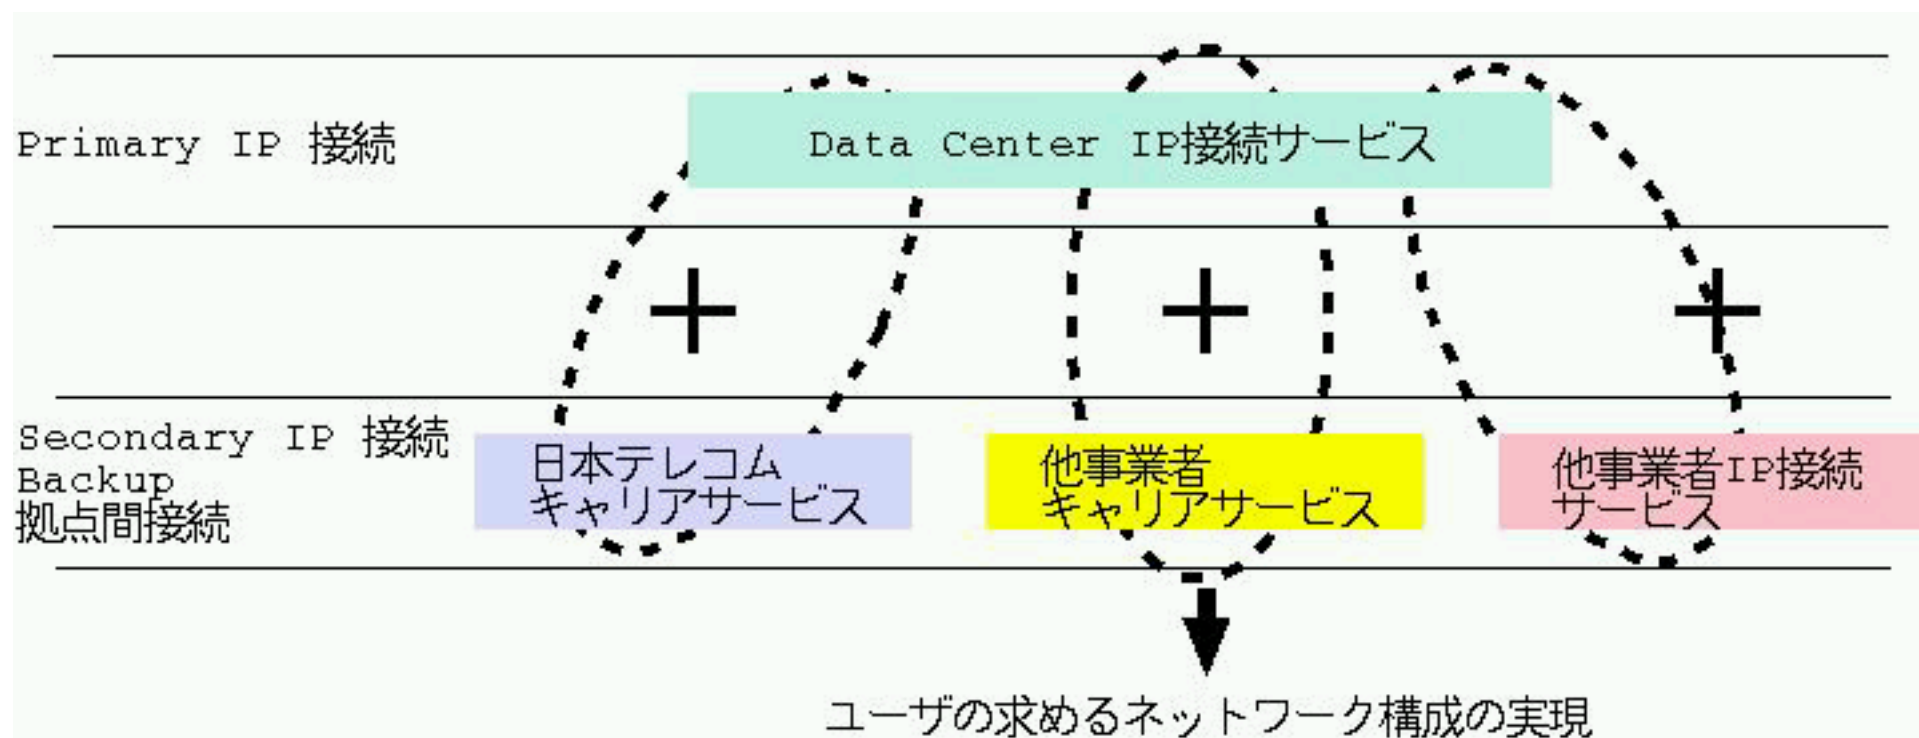 Primary IP 接続
Data Center IP接続サービス
Secondary IP 接続
Backup
拠点間接続
日本テレコム
キャリアサービス
他事業者
キャリアサービス
他事業者IP接続
サービス
ユーザの求めるネットワーク構成の実現